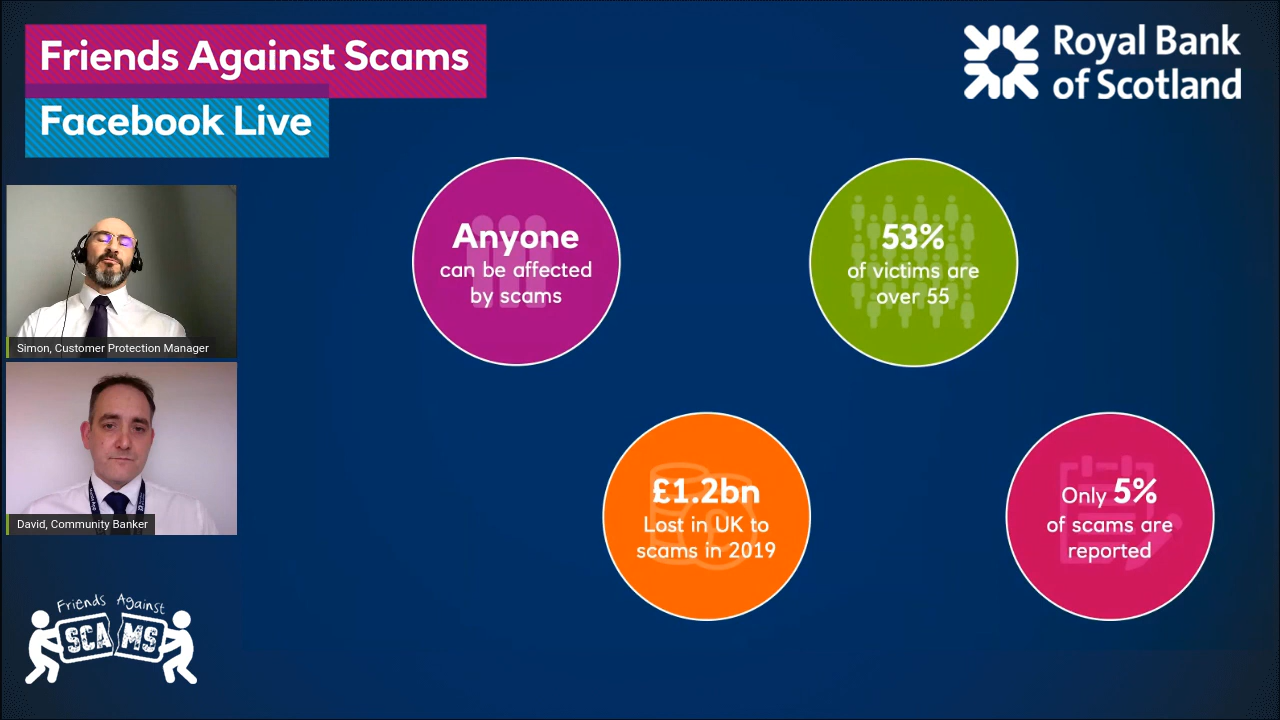 Friends Against Scams
Facebook Live
Royal Bank
of Scotland
Anyone
can be affected
by scams
53%
of victims are
over 55
Simon, Customer Protection Manager
David, Community Banker
£1.2bn
Lost in UK to
scams in 2019
Only 5%
of scams are
reported
Friends Against
SCAMS